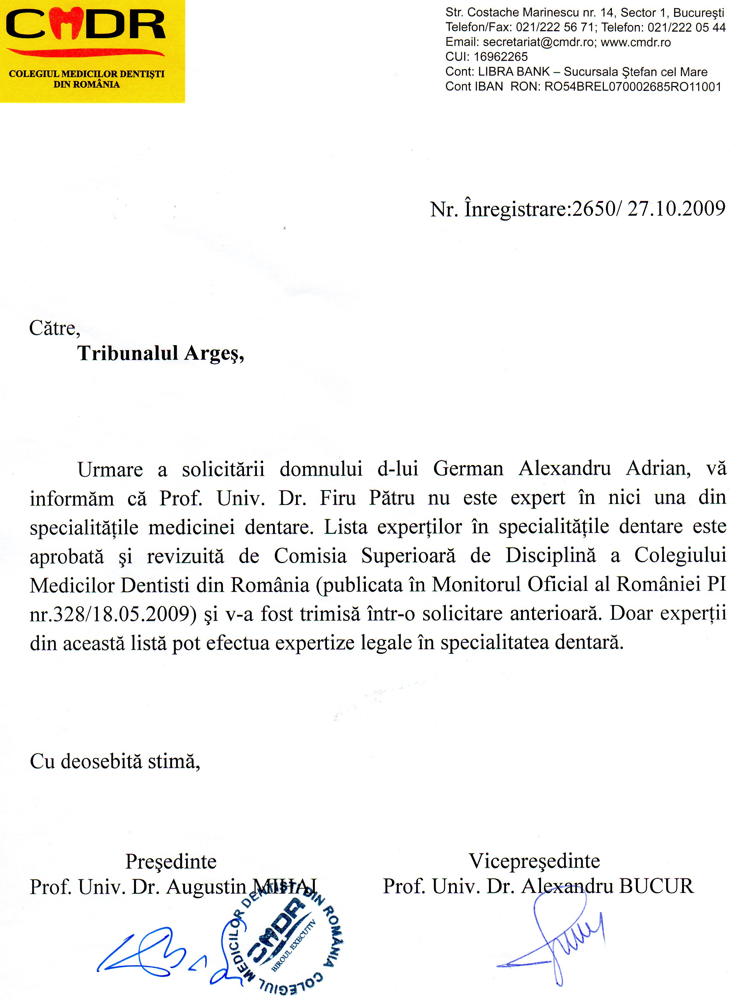 CMDR
COLEGIUL MEDICILOR DENTIŞTI
DIN ROMÂNIA
Str. Costache Marinescu nr. 14, Sector 1, Bucureşti
Telefon/Fax: 021/222 56 71; Telefon: 021/222 05 44
Email: secretariat@cmdr.ro; www.cmdr.ro
CUI: 16962265
Cont: LIBRA BANK – Sucursala Ştefan cel Mare
Cont IBAN RON: RO54BREL070002685RO11001
Nr. Înregistrare:2650/ 27.10.2009
Către,
Tribunalul Argeş,
Urmare a solicitării domnului d-lui German Alexandru Adrian, vă
informăm că Prof. Univ. Dr. Firu Pătru nu este expert în nici una din
specialităţile medicinei dentare. Lista experţilor în specialităţile dentare este
aprobată şi revizuită de Comisia Superioară de Disciplină a Colegiului
Medicilor Dentisti din România (publicata în Monitorul Oficial al României PI
nr.328/18.05.2009) şi v-a fost trimisă într-o solicitare anterioară. Doar experţii
din această listă pot efectua expertize legale în specialitatea dentară.
Cu deosebită stimă,
Preşedinte
Prof. Univ. Dr. Augustin MIHAI
Vicepreşedinte
Prof. Univ. Dr. Alexandru BUCUR
COLEGIUL MEDICILOR DENTIŞTI DIN ROMÂNIA
CMDR
BIROUL EXECUTIV